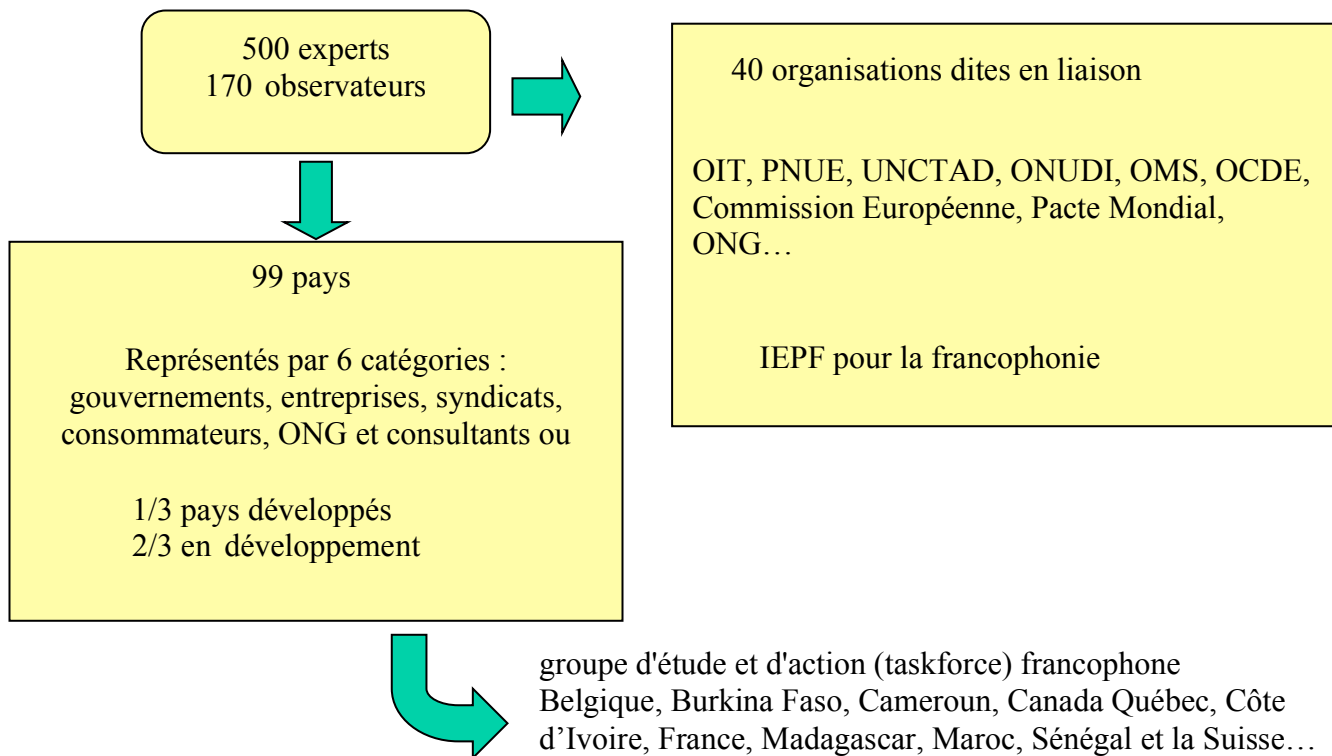 500 experts
170 observateurs
40 organisations dites en liaison
OIT, PNUE, UNCTAD, ONUDI, OMS, OCDE,
Commission Européenne, Pacte Mondial,
ONG…
IEPF pour la francophonie
99 pays
Représentés par 6 catégories :
gouvernements, entreprises, syndicats,
consommateurs, ONG et consultants ou
1/3 pays développés
2/3 en développement
groupe d'étude et d'action (taskforce) francophone
Belgique, Burkina Faso, Cameroun, Canada Québec, Côte
d’Ivoire, France, Madagascar, Maroc, Sénégal et la Suisse…